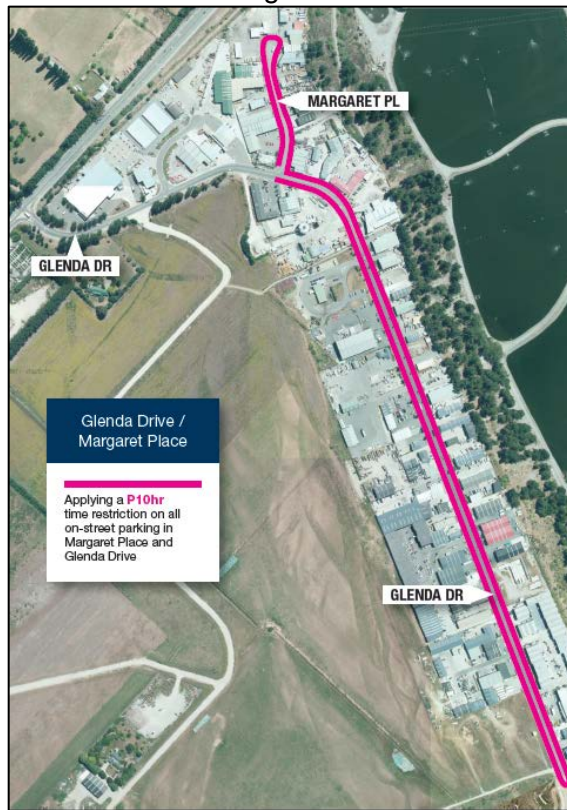 MARGARET PL
GLENDA DR
Glenda Drive /
Margaret Place
Applying a P10hr
time restriction on all
on-street parking in
Margaret Place and
Glenda Drive
GLENDA DR